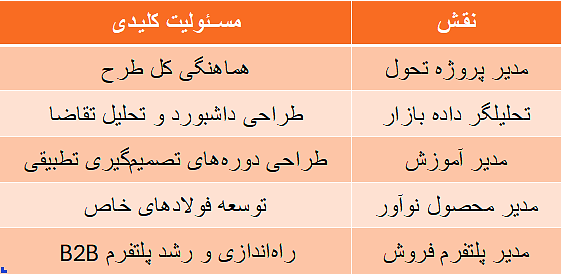 نقش مسئولیت کلیدی
مدیر پروژه تحول هماهنگی کل طرح
تحلیلگر داده بازار طراحی داشبورد و تحلیل تقاضا
مدیر آموزش طراحی دوره‌های تصمیم‌گیری تطبیقی
مدیر محصول نوآور توسعه فولادهای خاص
مدیر پلتفرم فروش راه‌اندازی و رشد پلتفرم B2B